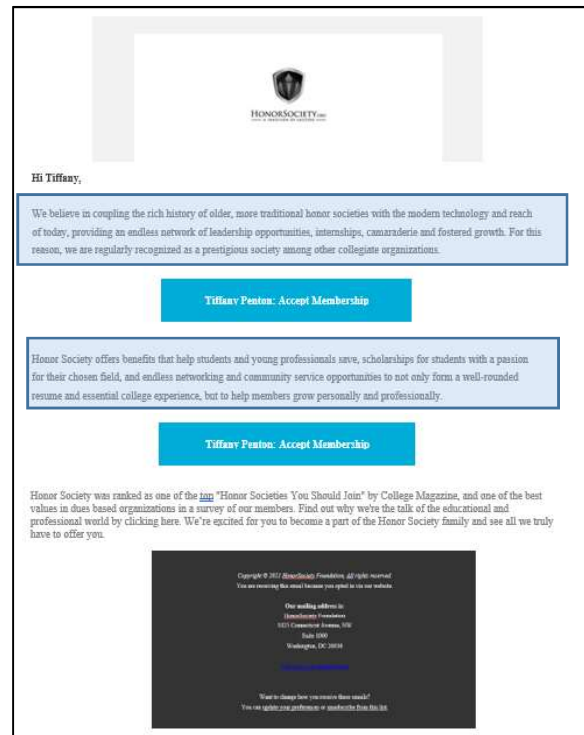 HONORSOCIETY.ORG
Hi Tiffany,
We believe in coupling the rich history of older, more traditional honor societies with the modern technology and reach
of today, providing an endless network of leadership opportunities, internships, camaraderie and fostered growth. For this
reason, we are regularly recognized as a prestigious society among other collegiate organizations.
Tiffany Penton: Accept Membership
Honor Society offers benefits that help students and young professionals save, scholarships for students with a passion
for their chosen field, and endless networking and community service opportunities to not only form a well-rounded
resume and essential college experience, but to help members grow personally and professionally.
Tiffany Penton: Accept Membership
Honor Society was ranked as one of the top "Honor Societies You Should Join" by College Magazine, and one of the best
values in dues based organizations in a survey of our members. Find out why we're the talk of the educational and
professional world by clicking here. We're excited for you to become a part of the Honor Society family and see all we truly
have to offer you.
Copyright © 2021 HonorSociety Foundation, All rights reserved.
You are receiving this email because you opted in via our website.
Our mailing address is:
HonorSociety Foundation
1025 Connecticut Avenue, NW
Suite 1000
Washington, DC 20036
Want to change how you receive these emails?
You can update your preferences or unsubscribe from this list.